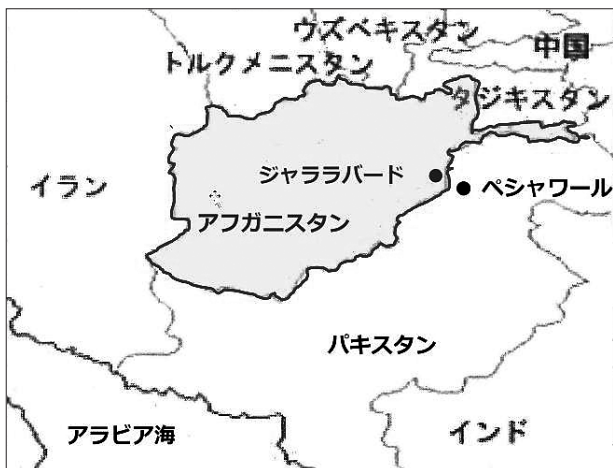 ウズベキスタン
中国
トルクメニスタン
タジキスタン
ジャララバード
ペシャワール
イラン
アフガニスタン
パキスタン
アラビア海
インド